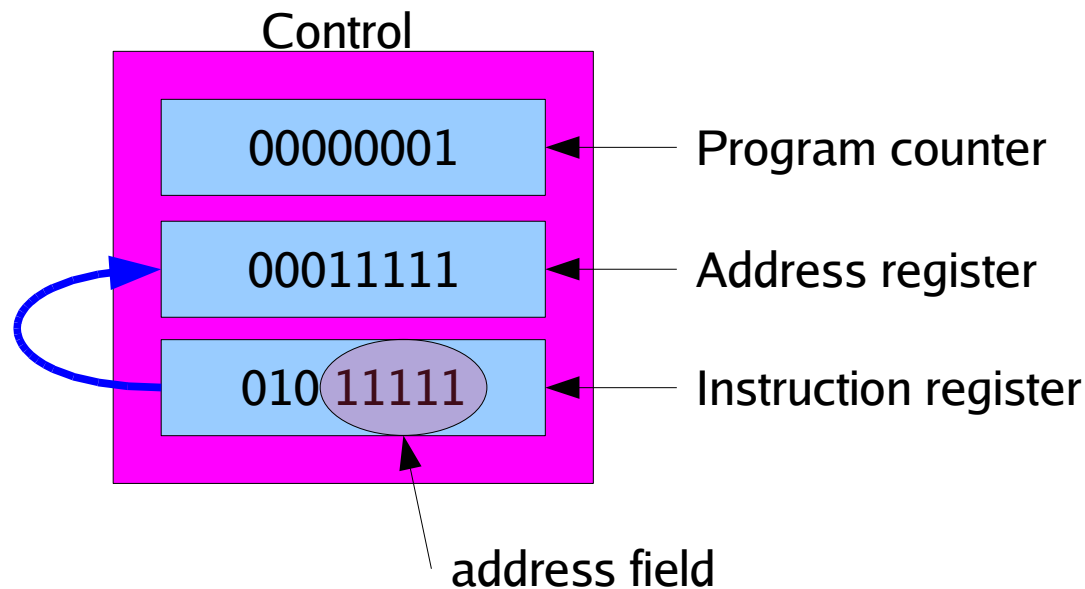 Control
00000001
Program counter
00011111
Address register
010 11111
Instruction register
address field